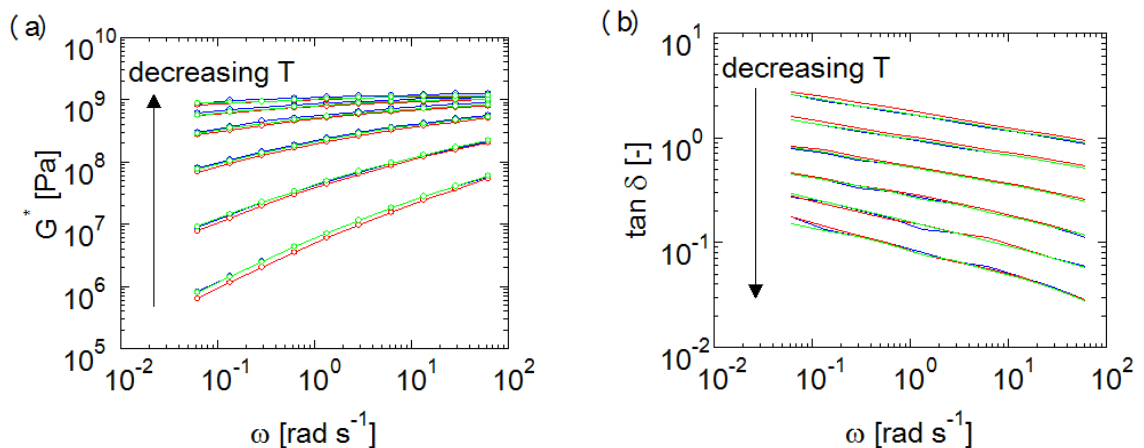 (a)
10^10
10^9
10^8
10^7
10^6
10^5
G* [Pa]
decreasing T
10^-2
10^-1
10^0
10^1
10^2
ω [rad s^-1]
(b)
10^1
10^0
10^-1
10^-2
tan δ [-]
decreasing T
10^-2
10^-1
10^0
10^1
10^2
ω [rad s^-1]